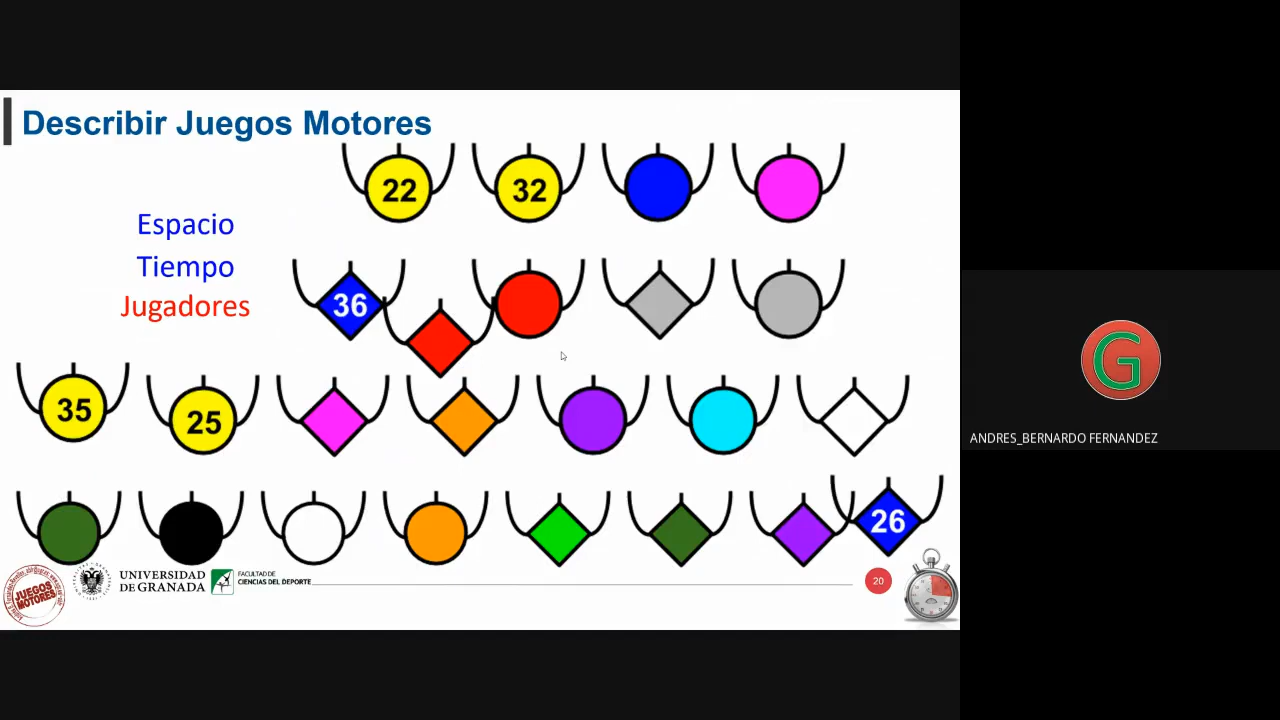 Describir Juegos Motores
22
32
Espacio
Tiempo
36
Jugadores
35
25
26
UNIVERSIDAD
DE GRANADA
FACULTAD DE
CIENCIAS DEL DEPORTE
JUEGOS
MOTORES
20
G
ANDRES_BERNARDO FERNANDEZ